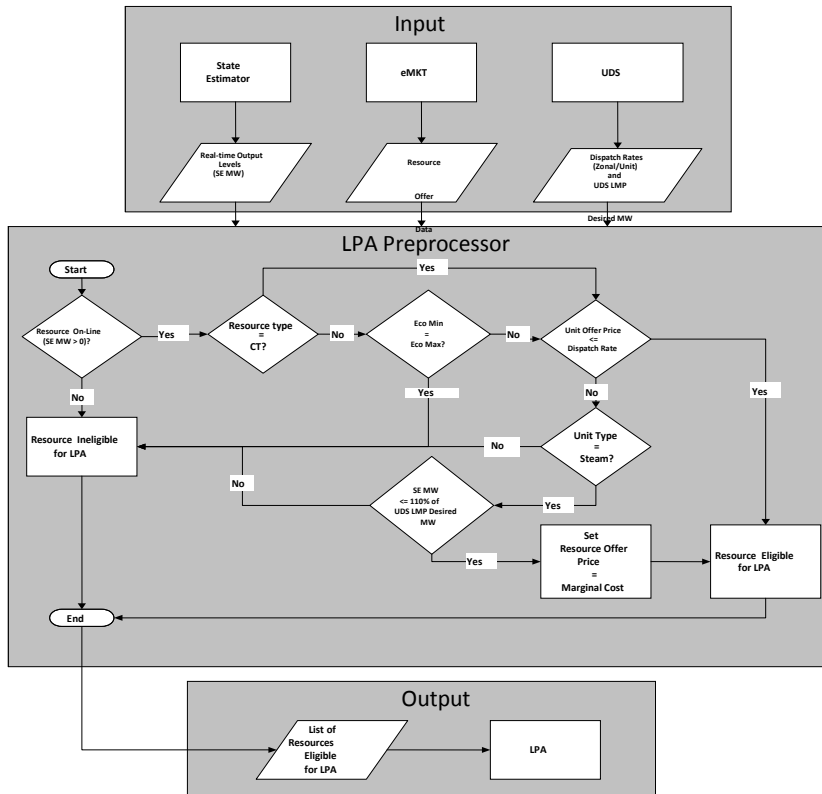 Input
State
Estimator
eMKT
UDS
Real-time Output
Levels
(SE MW)
Resource
Offer
Data
Dispatch Rates
(Zonal/Unit)
and
UDS LMP
Desired MW
LPA Preprocessor
Start
Yes
Resource On-Line
(SE MW > 0)?
Yes
Resource type
=
CT?
No
Eco Min
=
Eco Max?
No
Unit Offer Price
<=
Dispatch Rate
No
Yes
No
Yes
Resource Ineligible
for LPA
No
Unit Type
=
Steam?
No
SE MW
<= 110% of
UDS LMP Desired
MW
Yes
Yes
Set
Resource Offer
Price
=
Marginal Cost
Resource Eligible
for LPA
End
Output
List of
Resources
Eligible
for LPA
LPA